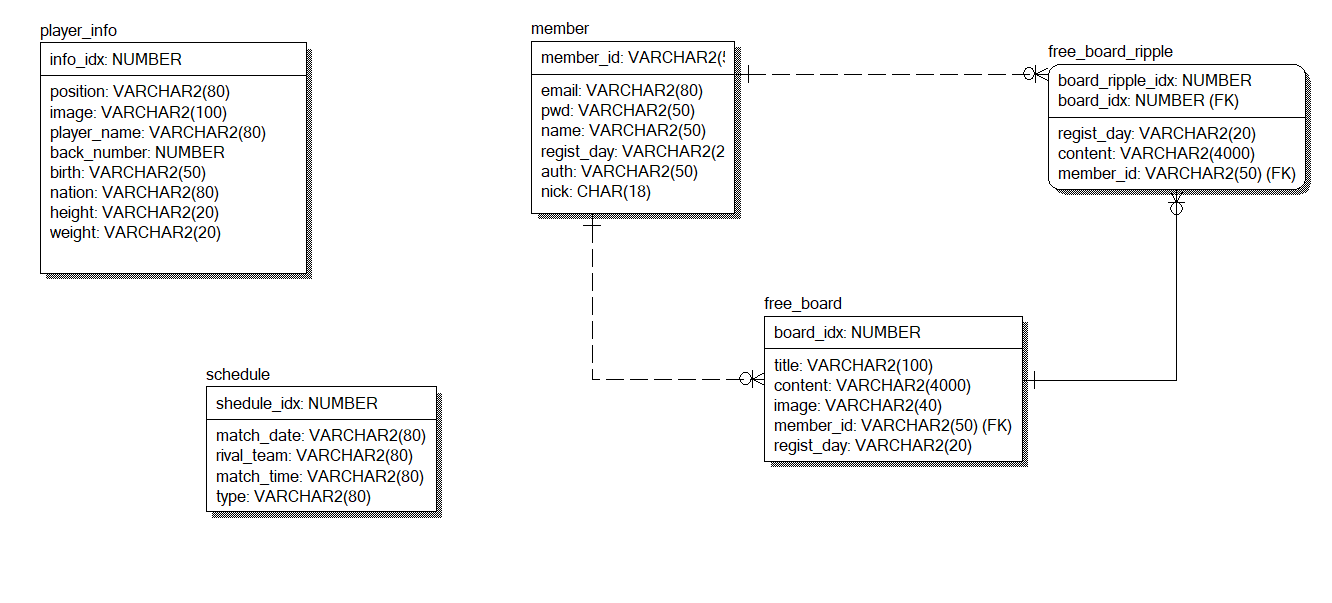 player_info
info_idx: NUMBER
position: VARCHAR2(80)
image: VARCHAR2(100)
player_name: VARCHAR2(80)
back_number: NUMBER
birth: VARCHAR2(50)
nation: VARCHAR2(80)
height: VARCHAR2(20)
weight: VARCHAR2(20)
member
member_id: VARCHAR2(5
email: VARCHAR2(80)
pwd: VARCHAR2(50)
name: VARCHAR2(50)
regist_day: VARCHAR2(2
auth: VARCHAR2(50)
nick: CHAR(18)
free_board_ripple
board_ripple_idx: NUMBER
board_idx: NUMBER (FK)
regist_day: VARCHAR2(20)
content: VARCHAR2(4000)
member_id: VARCHAR2(50) (FK)
free_board
board_idx: NUMBER
title: VARCHAR2(100)
content: VARCHAR2(4000)
image: VARCHAR2(40)
member_id: VARCHAR2(50) (FK)
regist_day: VARCHAR2(20)
schedule
shedule_idx: NUMBER
match_date: VARCHAR2(80)
rival_team: VARCHAR2(80)
match_time: VARCHAR2(80)
type: VARCHAR2(80)